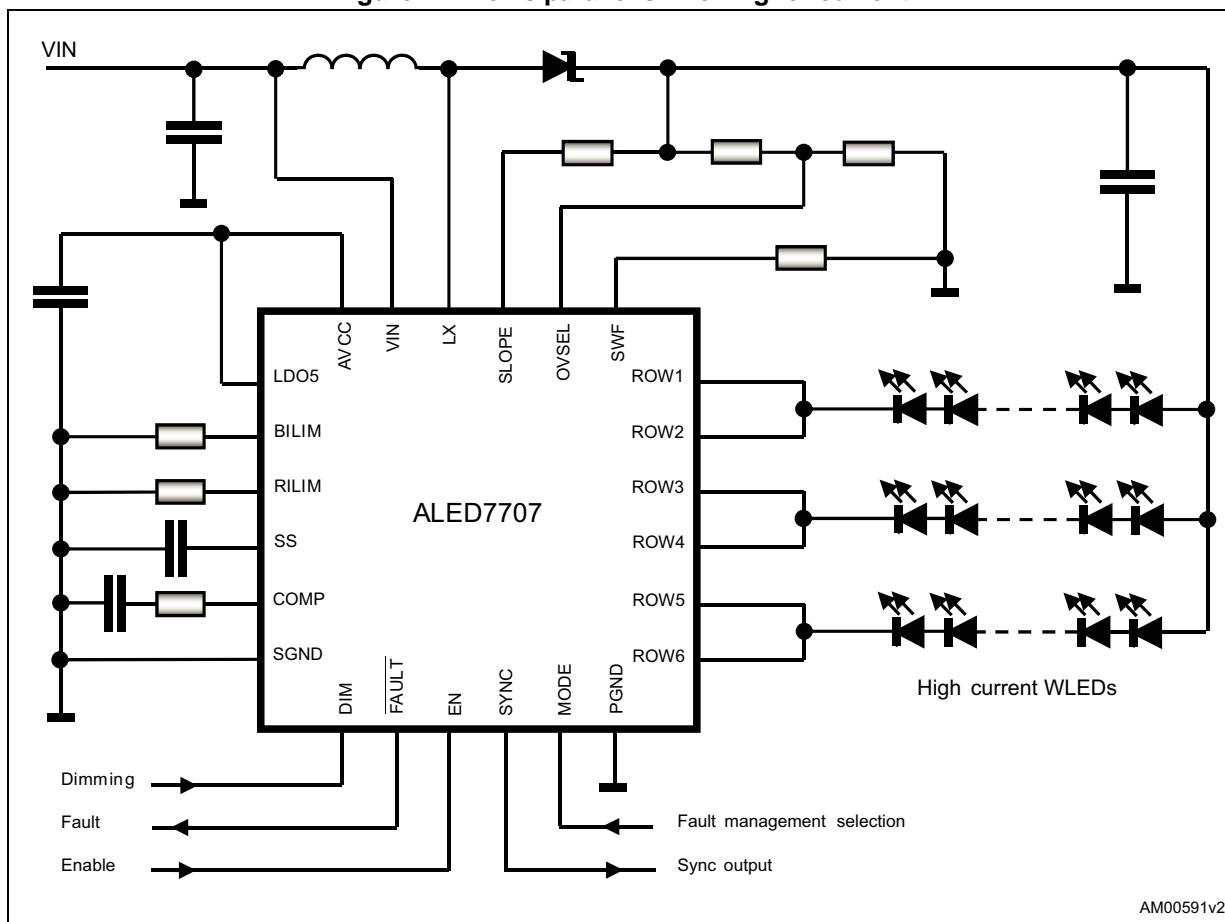 VIN
AVCC
VIN
LX
SLOPE
OVSEL
SWF
LDO5
BILIM
RILIM
SS
COMP
SGND
ALED7707
ROW1
ROW2
ROW3
ROW4
ROW5
ROW6
DIM
FAULT
EN
SYNC
MODE
PGND
High current WLEDs
Dimming
Fault
Enable
Fault management selection
Sync output
AM00591v2